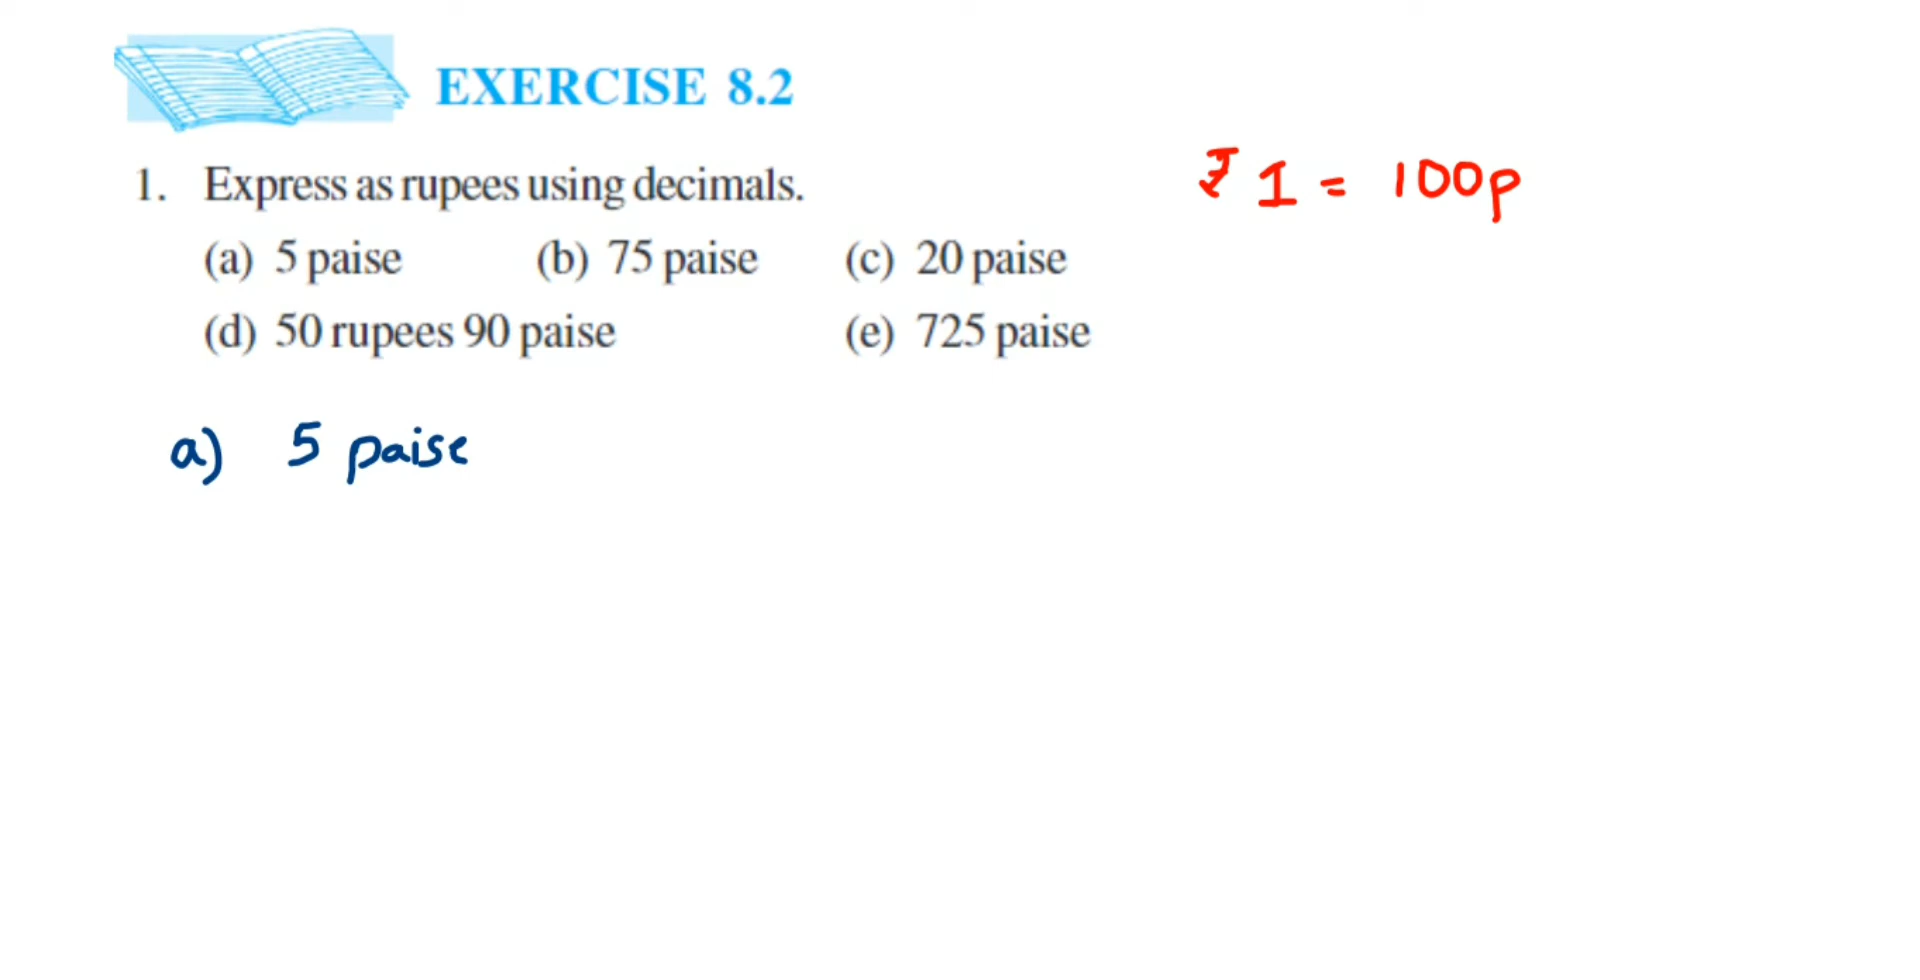 EXERCISE 8.2
1. Express as rupees using decimals.
₹ 1 = 100p
(a) 5 paise (b) 75 paise (c) 20 paise
(d) 50 rupees 90 paise (e) 725 paise
a) 5 paise